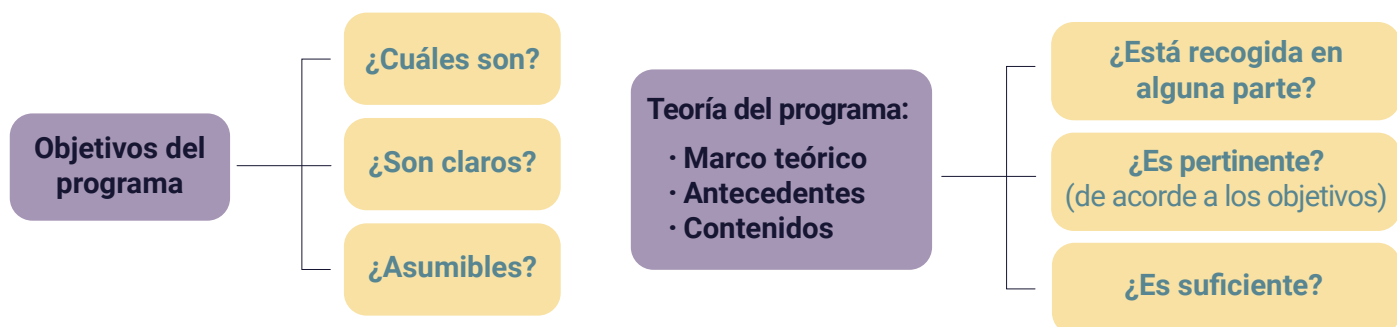 Objetivos del
programa
¿Cuáles son?
¿Son claros?
¿Asumibles?
Teoría del programa:
· Marco teórico
· Antecedentes
· Contenidos
¿Está recogida en
alguna parte?
¿Es pertinente?
(de acorde a los objetivos)
¿Es suficiente?